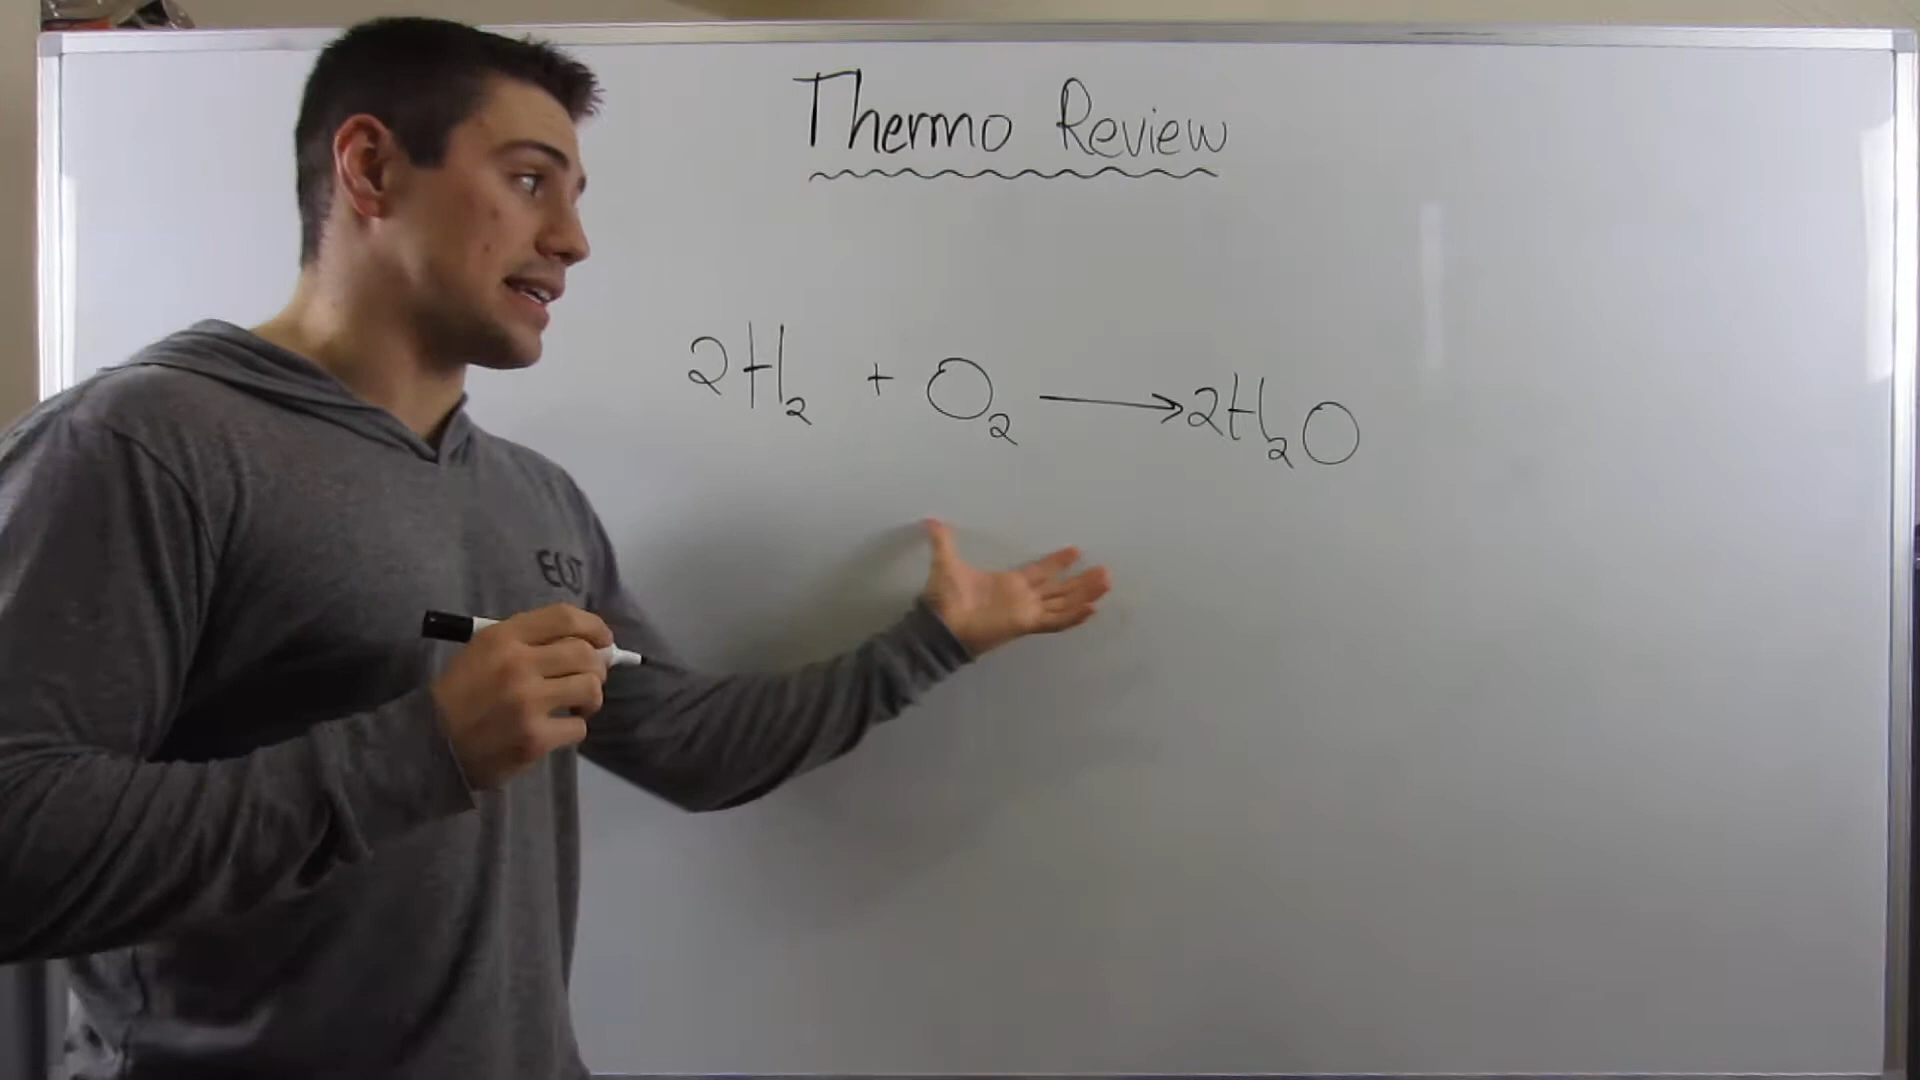 Thermo Review
2H₂ + O₂ → 2H₂O